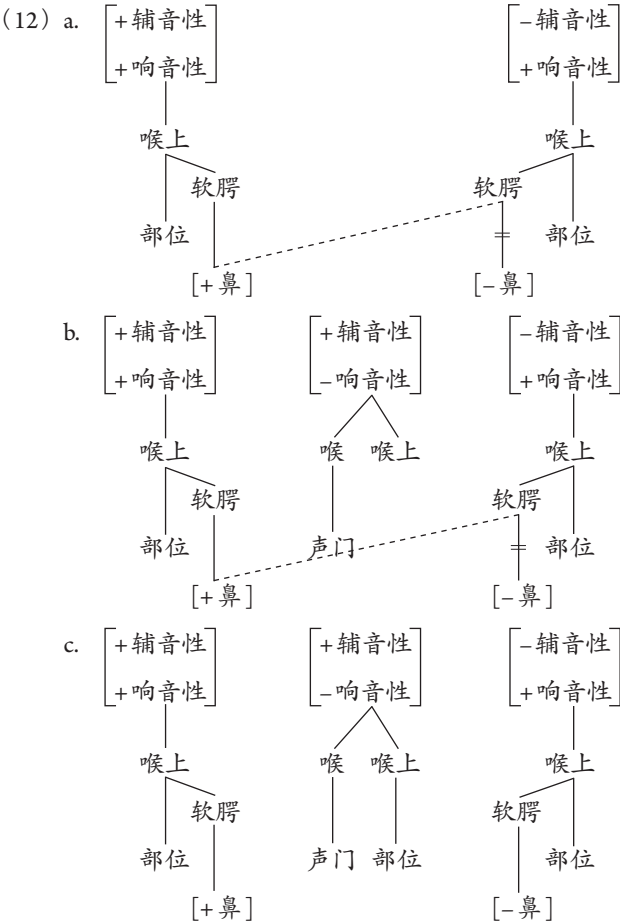 （12）a. [+辅音性 [–辅音性
+响音性] +响音性]
喉上 喉上
软腭 软腭
部位 部位
[+鼻] [–鼻]
b. [+辅音性 [+辅音性 [–辅音性
+响音性] –响音性] +响音性]
喉上 喉 喉上 喉上
软腭 软腭
部位 声门 部位
[+鼻] [–鼻]
c. [+辅音性 [+辅音性 [–辅音性
+响音性] –响音性] +响音性]
喉上 喉 喉上 喉上
软腭 软腭
部位 声门 部位 部位
[+鼻] [–鼻]